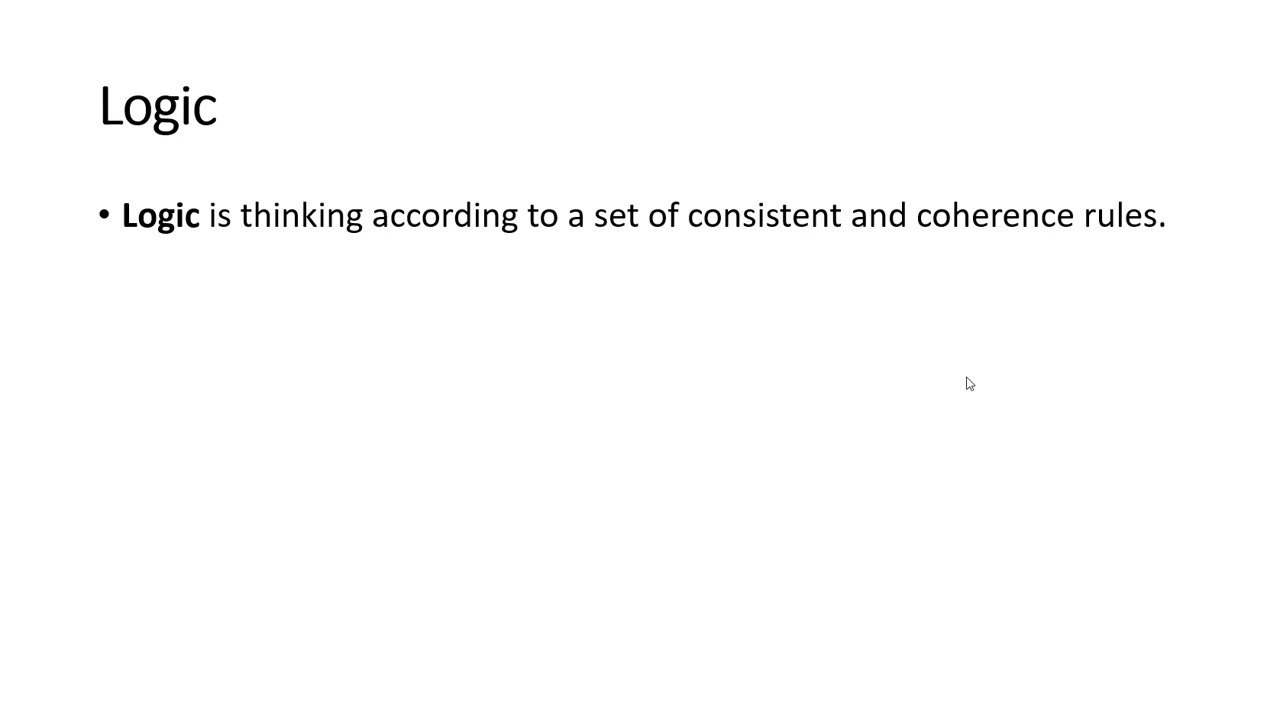 Logic
• Logic is thinking according to a set of consistent and coherence rules.